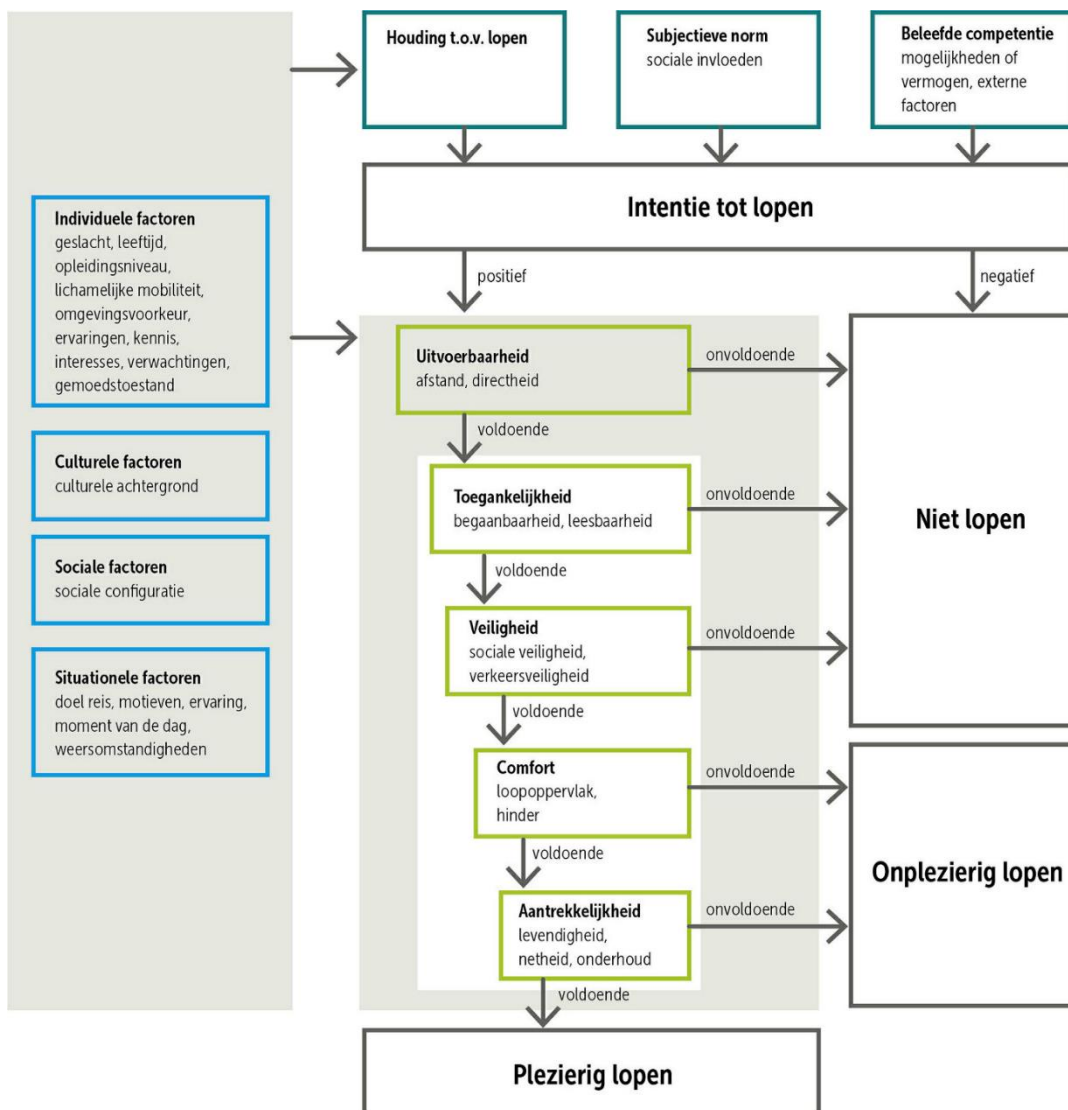 Houding t.o.v. lopen
Subjectieve norm
sociale invloeden
Beleefde competentie
mogelijkheden of
vermogen, externe
factoren
Intentie tot lopen
positief
negatief
Individuele factoren
geslacht, leeftijd,
opleidingsniveau,
lichamelijke mobiliteit,
omgevingsvoorkeur,
ervaringen, kennis,
interesses, verwachtingen,
gemoedstoestand
Culturele factoren
culturele achtergrond
Sociale factoren
sociale configuratie
Situationele factoren
doel reis, motieven, ervaring,
moment van de dag,
weersomstandigheden
Uitvoerbaarheid
afstand, directheid
onvoldoende
voldoende
Toegankelijkheid
begaanbaarheid, leesbaarheid
onvoldoende
voldoende
Veiligheid
sociale veiligheid,
verkeersveiligheid
onvoldoende
voldoende
Comfort
loopoppervlak,
hinder
onvoldoende
voldoende
Aantrekkelijkheid
levendigheid,
netheid, onderhoud
onvoldoende
voldoende
Niet lopen
Onplezierig lopen
Plezierig lopen